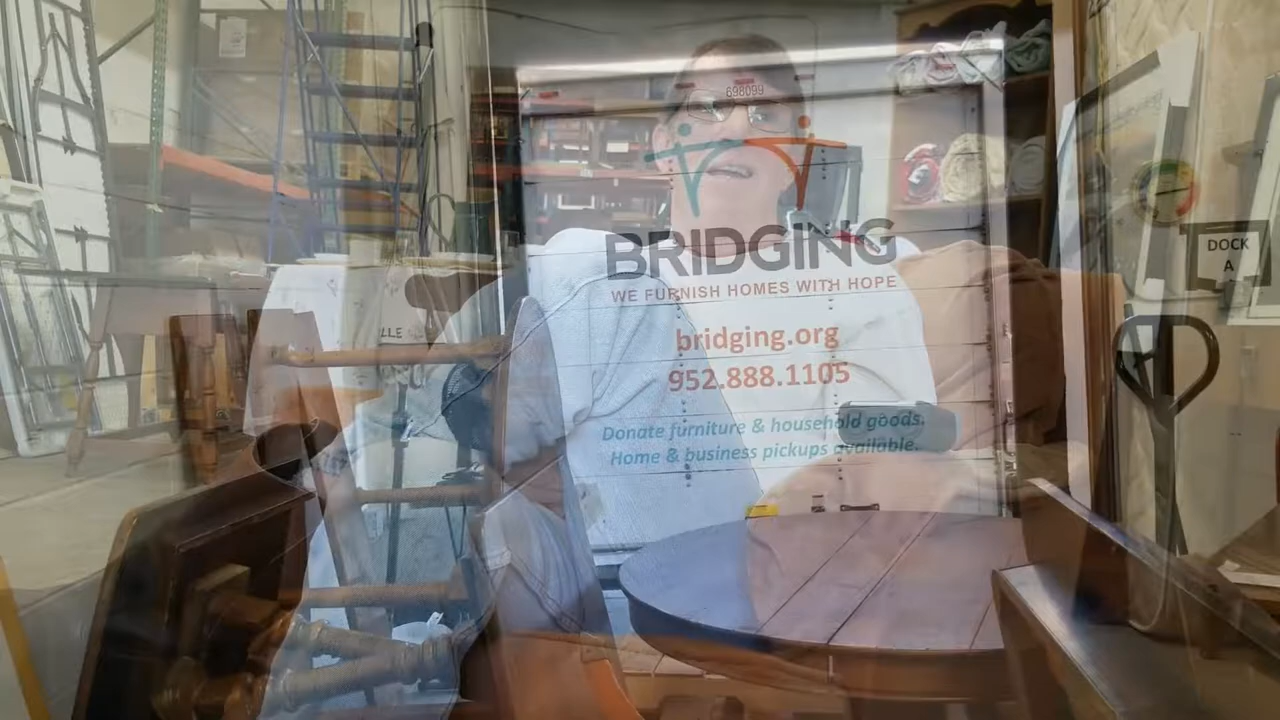 698099
BRIDGING
WE FURNISH HOMES WITH HOPE
bridging.org
952.888.1105
Donate furniture & household goods.
Home & business pickups available.
DOCK
A